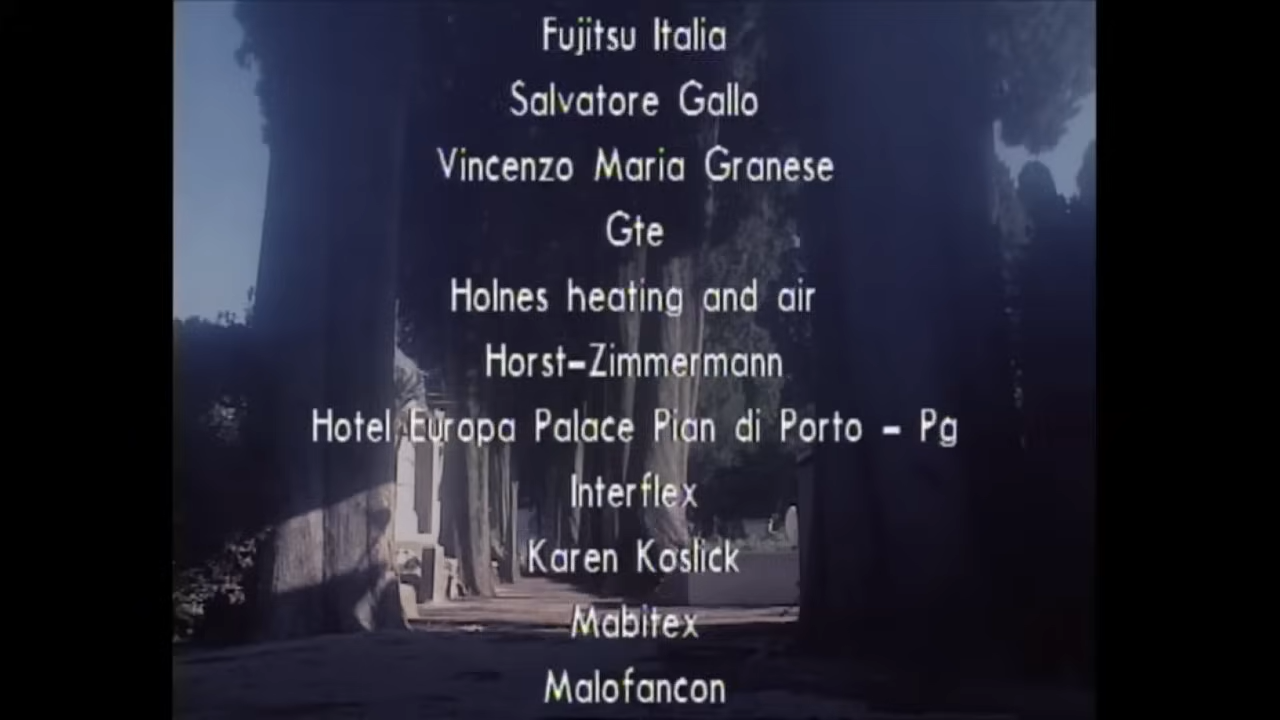 Fujitsu Italia
Salvatore Gallo
Vincenzo Maria Granese
Gte
Holnes heating and air
Horst-Zimmermann
Hotel Europa Palace Pian di Porto - Pg
Interflex
Karen Koslick
Mabitex
Malofancon